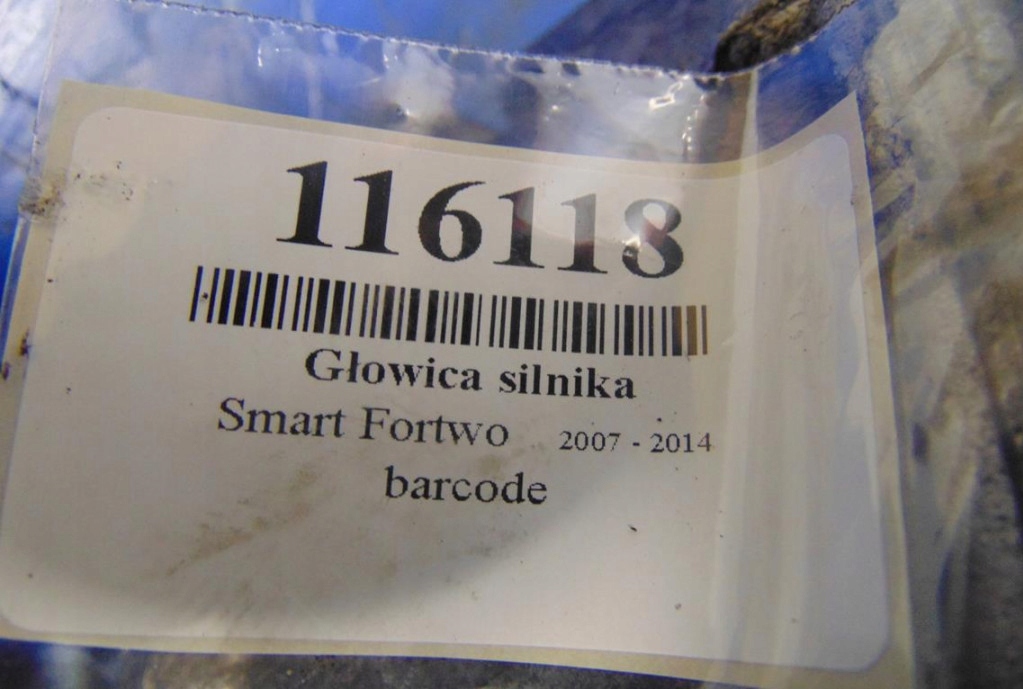 116118
Głowica silnika
Smart Fortwo 2007 - 2014
barcode